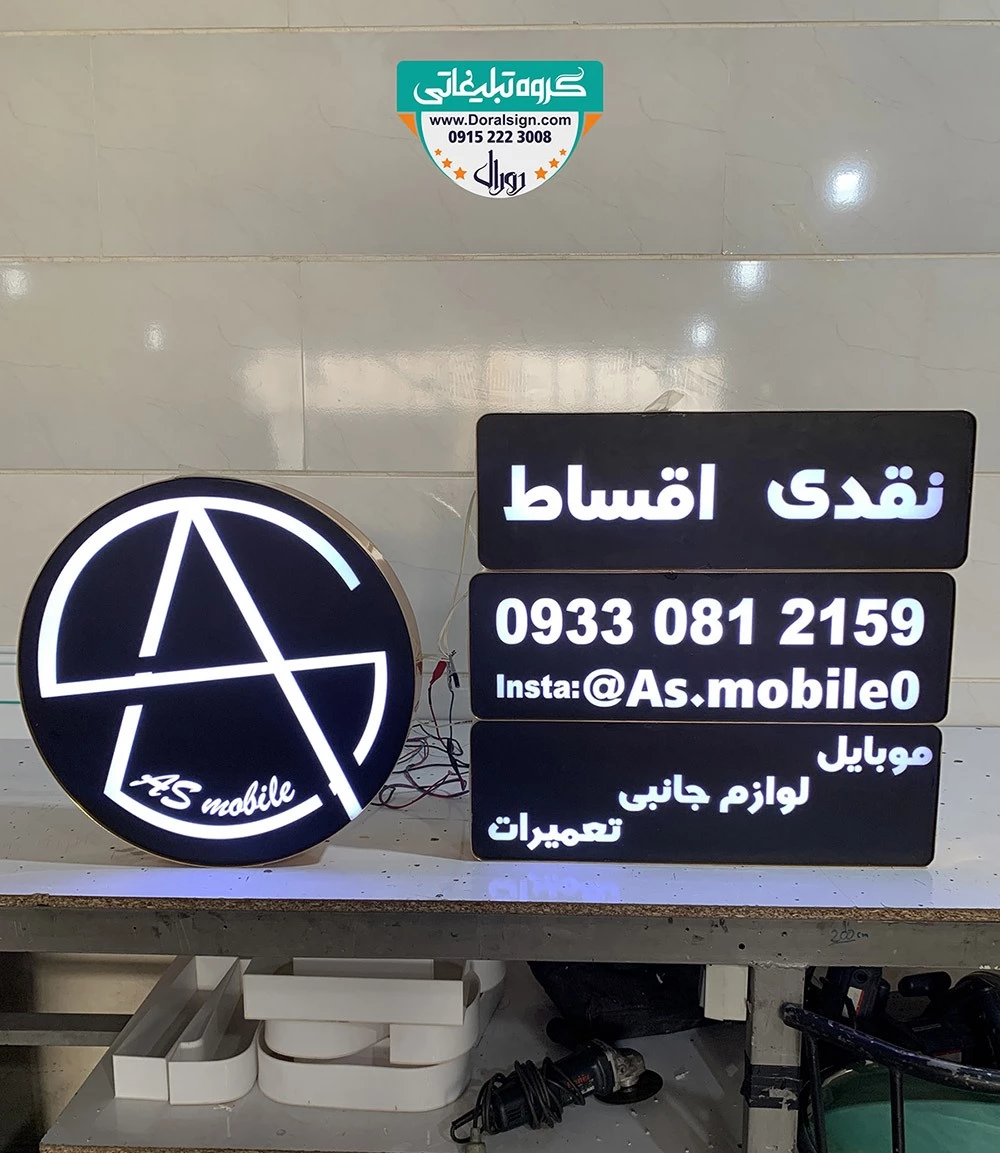 گروه تبلیغاتی
www.Doralsign.com
0915 222 3008
دورال
نقدی اقساط
0933 081 2159
Insta:@As.mobile0
موبایل
لوازم جانبی
تعمیرات
AS mobile
200cm